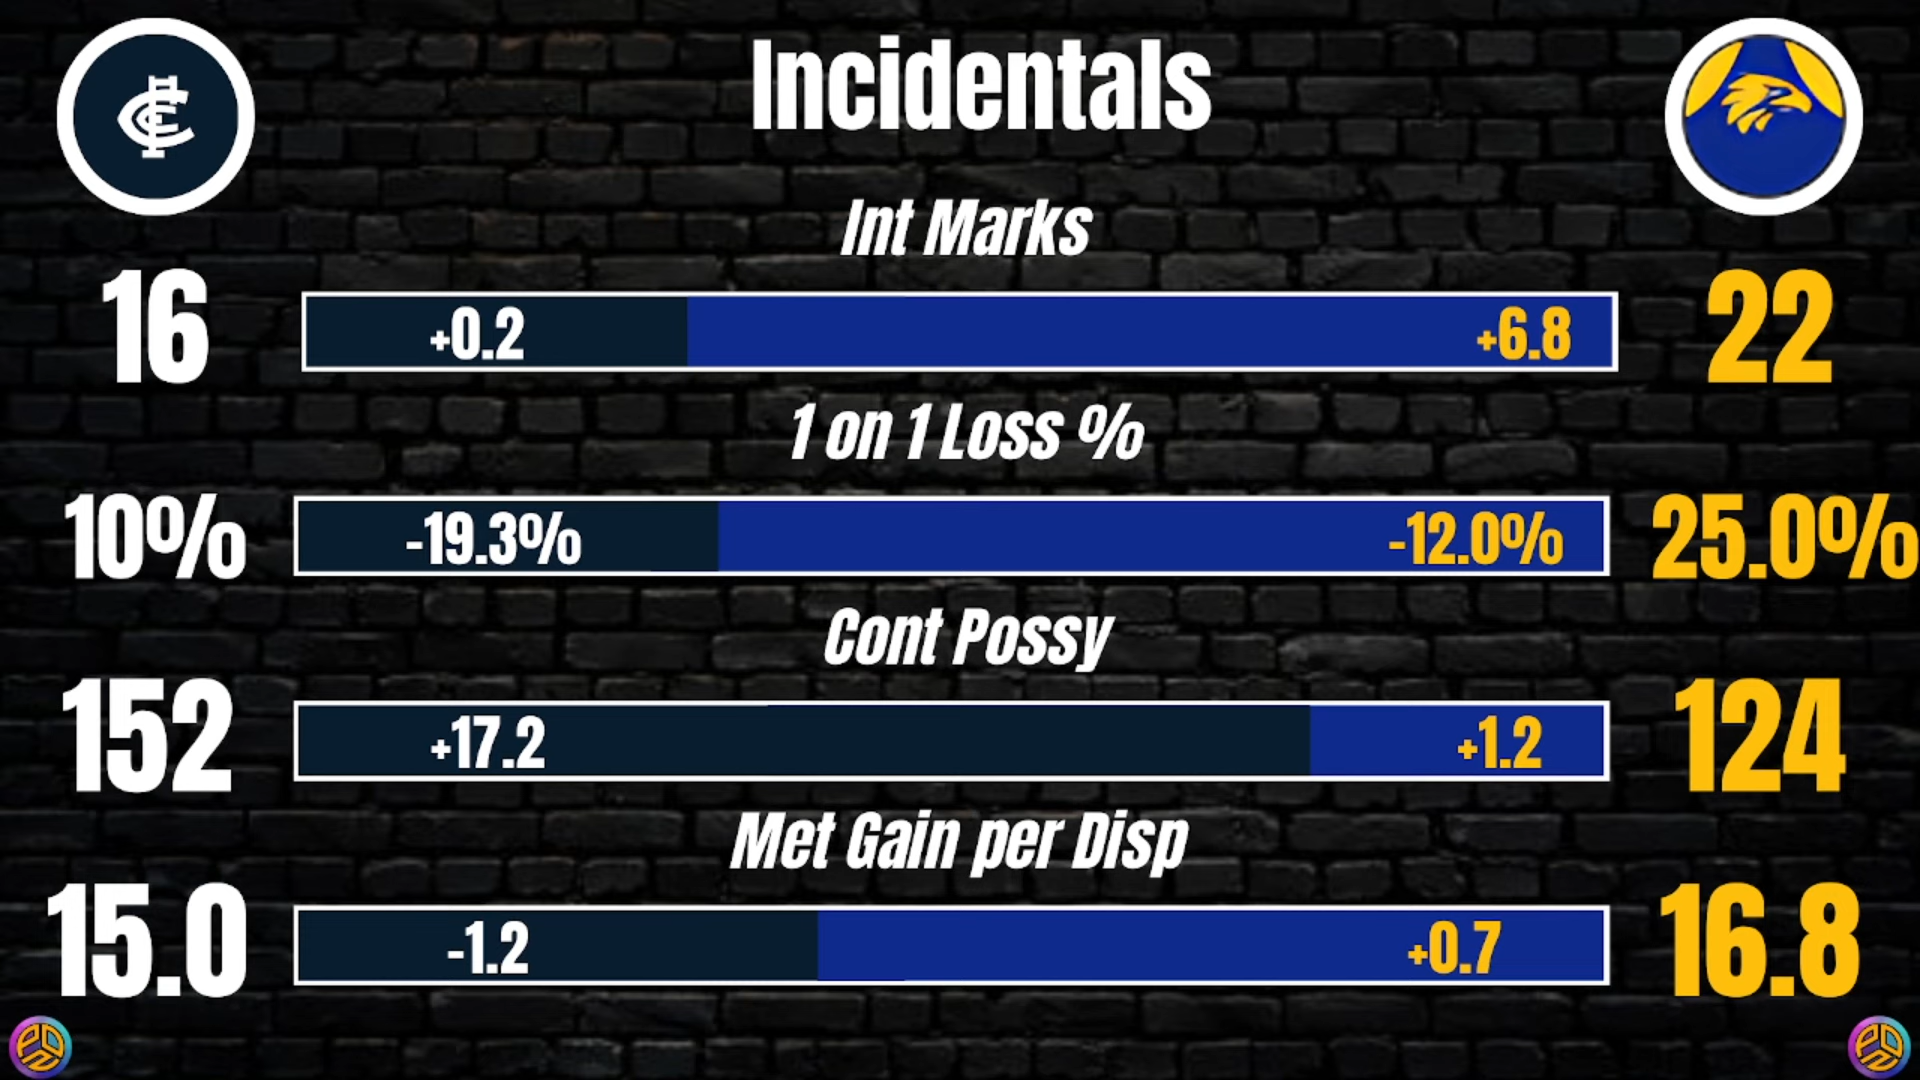 Incidentals
Int Marks
16 +0.2 +6.8 22
1 on 1 Loss %
10% -19.3% -12.0% 25.0%
Cont Possy
152 +17.2 +1.2 124
Met Gain per Disp
15.0 -1.2 +0.7 16.8